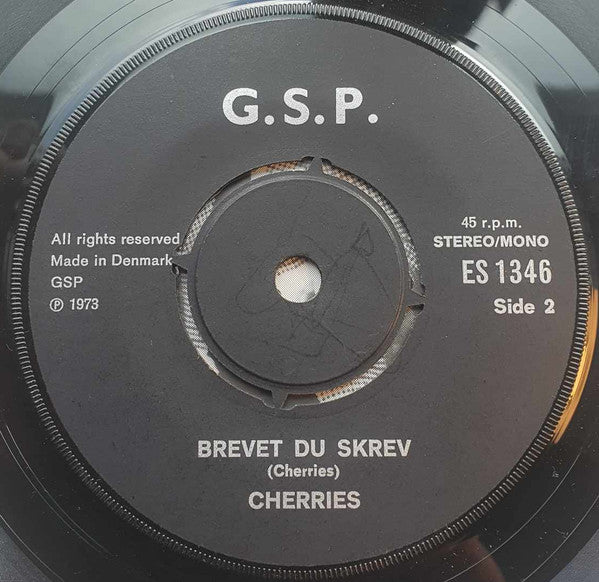 G.S.P.
All rights reserved
Made in Denmark
GSP
℗ 1973
45 r.p.m.
STEREO/MONO
ES 1346
Side 2
BREVET DU SKREV
(Cherries)
CHERRIES